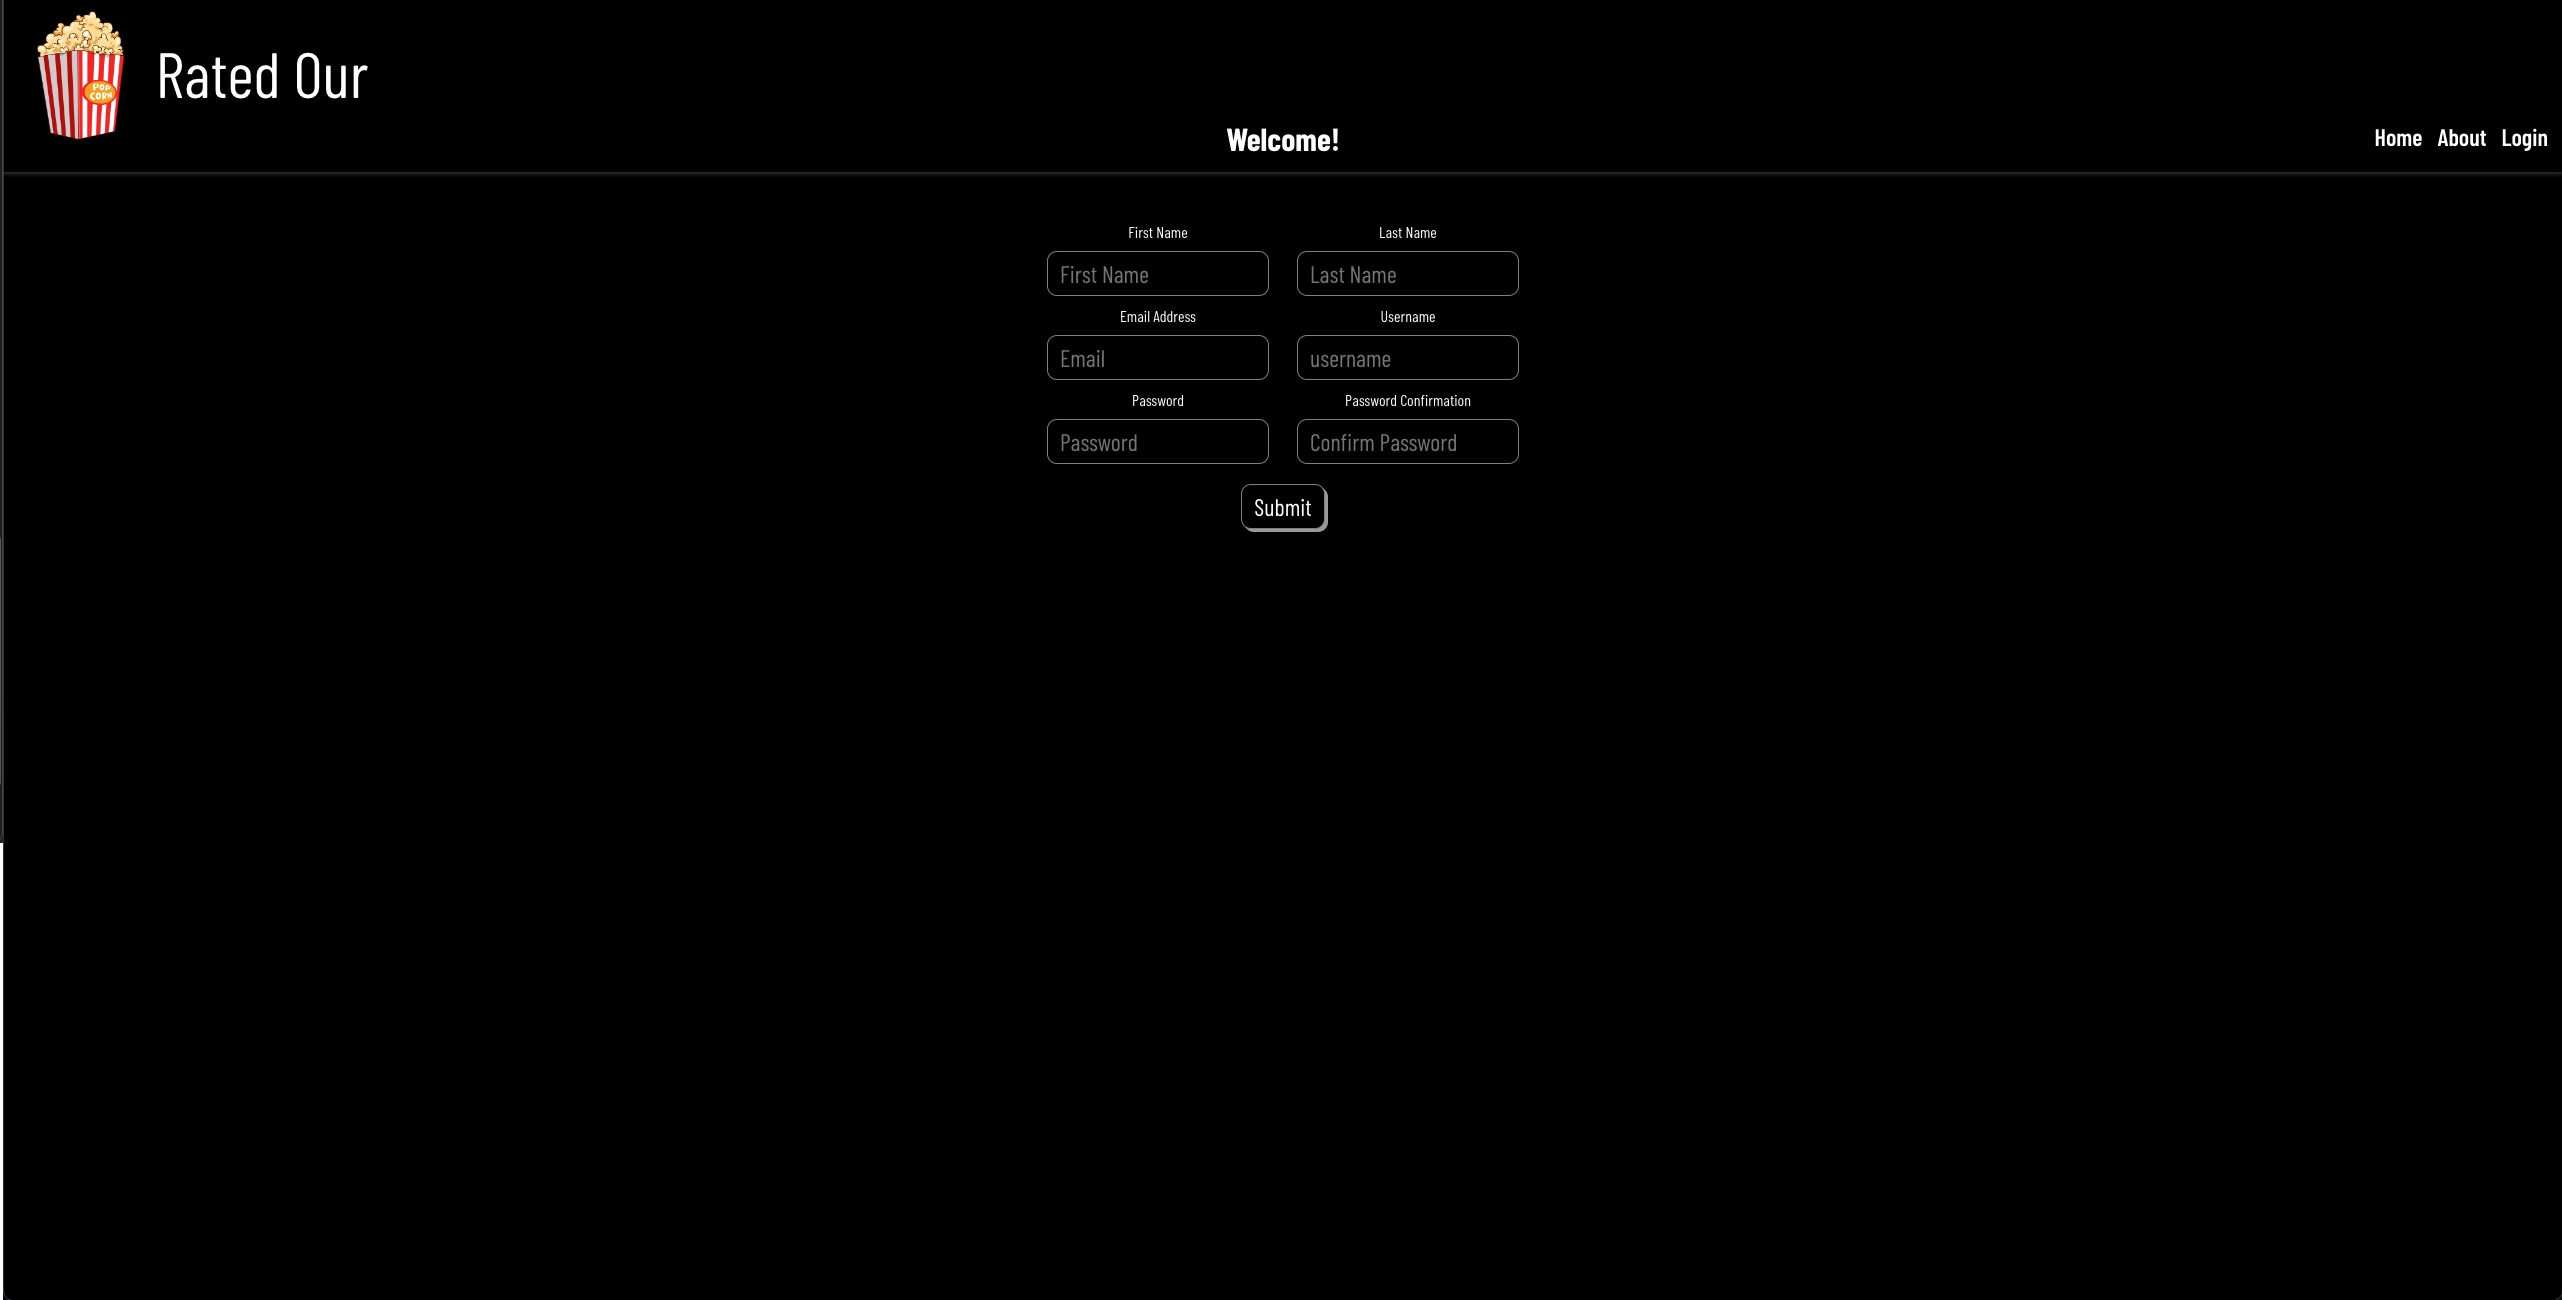 POP
CORN
Rated Our
Welcome!
Home About Login
First Name Last Name
First Name Last Name
Email Address Username
Email username
Password Password Confirmation
Password Confirm Password
Submit